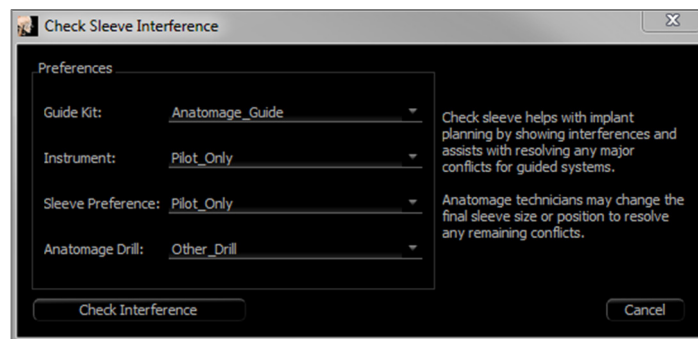 Check Sleeve Interference
Preferences
Guide Kit: Anatomage_Guide
Instrument: Pilot_Only
Sleeve Preference: Pilot_Only
Anatomage Drill: Other_Drill
Check sleeve helps with implant
planning by showing interferences and
assists with resolving any major
conflicts for guided systems.
Anatomage technicians may change the
final sleeve size or position to resolve
any remaining conflicts.
Check Interference
Cancel